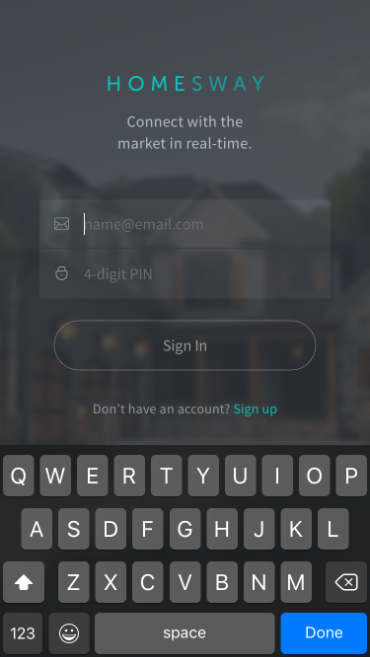 HOMESWAY
Connect with the
market in real-time.
name@email.com
4-digit PIN
Sign In
Don't have an account? Sign up
Q W E R T Y U I O P
A S D F G H J K L
Z X C V B N M
123 space Done